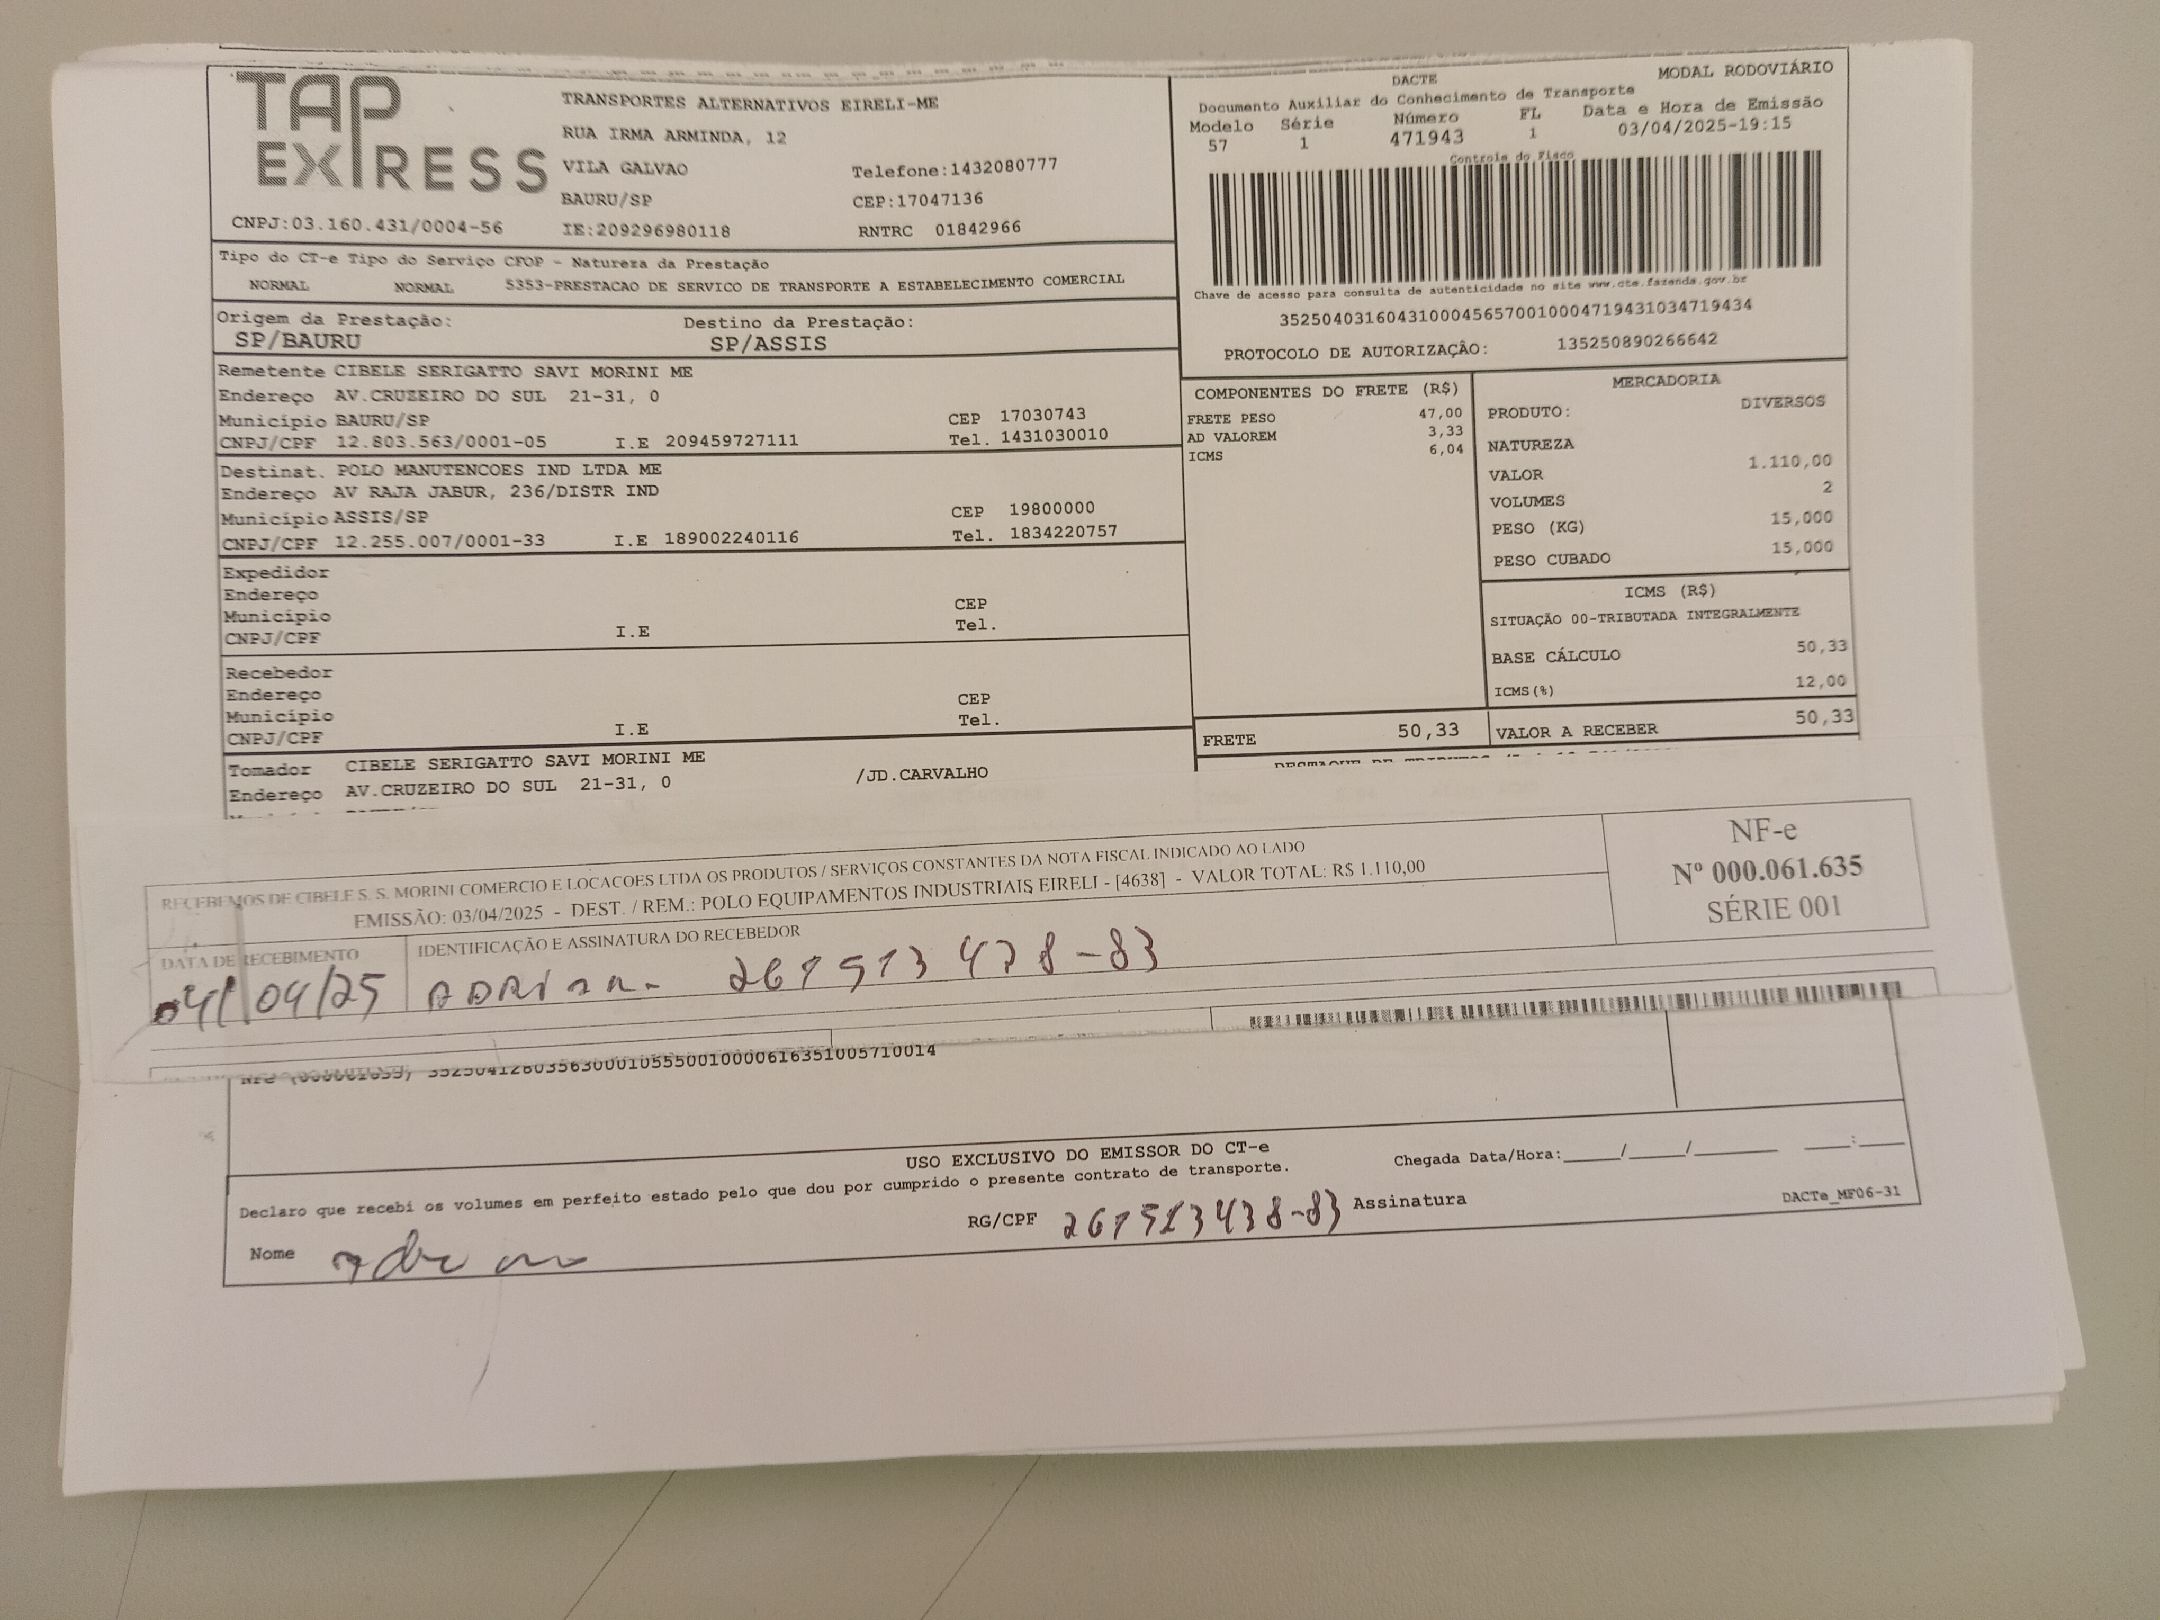 TAP
EXPRESS
CNPJ:03.160.431/0004-56
TRANSPORTES ALTERNATIVOS EIRELI-ME
RUA IRMA ARMINDA, 12
VILA GALVAO Telefone:1432080777
BAURU/SP CEP:17047136
IE:209296980118 RNTRC 01842966
DACTE MODAL RODOVIÁRIO
Documento Auxiliar do Conhecimento de Transporte
Modelo Série Número FL Data e Hora de Emissão
57 1 471943 1 03/04/2025-19:15
Controle do Fisco
Chave de acesso para consulta de autenticidade no site www.cte.fazenda.gov.br
35250403160431000456570010004719431034719434
PROTOCOLO DE AUTORIZAÇÃO: 135250890266642
Tipo do CT-e Tipo do Serviço CFOP - Natureza da Prestação
NORMAL NORMAL 5353-PRESTACAO DE SERVICO DE TRANSPORTE A ESTABELECIMENTO COMERCIAL
Origem da Prestação: Destino da Prestação:
SP/BAURU SP/ASSIS
Remetente CIBELE SERIGATTO SAVI MORINI ME
Endereço AV.CRUZEIRO DO SUL 21-31, 0
Município BAURU/SP CEP 17030743
CNPJ/CPF 12.803.563/0001-05 I.E 209459727111 Tel. 1431030010
Destinat. POLO MANUTENCOES IND LTDA ME
Endereço AV RAJA JABUR, 236/DISTR IND
Município ASSIS/SP CEP 19800000
CNPJ/CPF 12.255.007/0001-33 I.E 189002240116 Tel. 1834220757
Expedidor
Endereço
Município CEP
CNPJ/CPF I.E Tel.
Recebedor
Endereço
Município CEP
CNPJ/CPF I.E Tel.
Tomador CIBELE SERIGATTO SAVI MORINI ME
Endereço AV.CRUZEIRO DO SUL 21-31, 0 /JD.CARVALHO
COMPONENTES DO FRETE (R$)
FRETE PESO 47,00
AD VALOREM 3,33
ICMS 6,04
MERCADORIA
PRODUTO: DIVERSOS
NATUREZA
VALOR 1.110,00
VOLUMES 2
PESO (KG) 15,000
PESO CUBADO 15,000
ICMS (R$)
SITUAÇÃO 00-TRIBUTADA INTEGRALMENTE
BASE CÁLCULO 50,33
ICMS(%) 12,00
FRETE 50,33 VALOR A RECEBER 50,33
RECEBEMOS DE CIBELE S. S. MORINI COMERCIO E LOCACOES LTDA OS PRODUTOS / SERVIÇOS CONSTANTES DA NOTA FISCAL INDICADO AO LADO
EMISSÃO: 03/04/2025 - DEST. / REM.: POLO EQUIPAMENTOS INDUSTRIAIS EIRELI - [4638] - VALOR TOTAL: R$ 1.110,00
NF-e
Nº 000.061.635
SÉRIE 001
DATA DE RECEBIMENTO IDENTIFICAÇÃO E ASSINATURA DO RECEBEDOR
04/04/25
35250412803563000105550010000616351005710014
USO EXCLUSIVO DO EMISSOR DO CT-e
Declaro que recebi os volumes em perfeito estado pelo que dou por cumprido o presente contrato de transporte.
Chegada Data/Hora:_____/_____/_______ ____:____
Nome RG/CPF Assinatura
DACTe_MF06-31